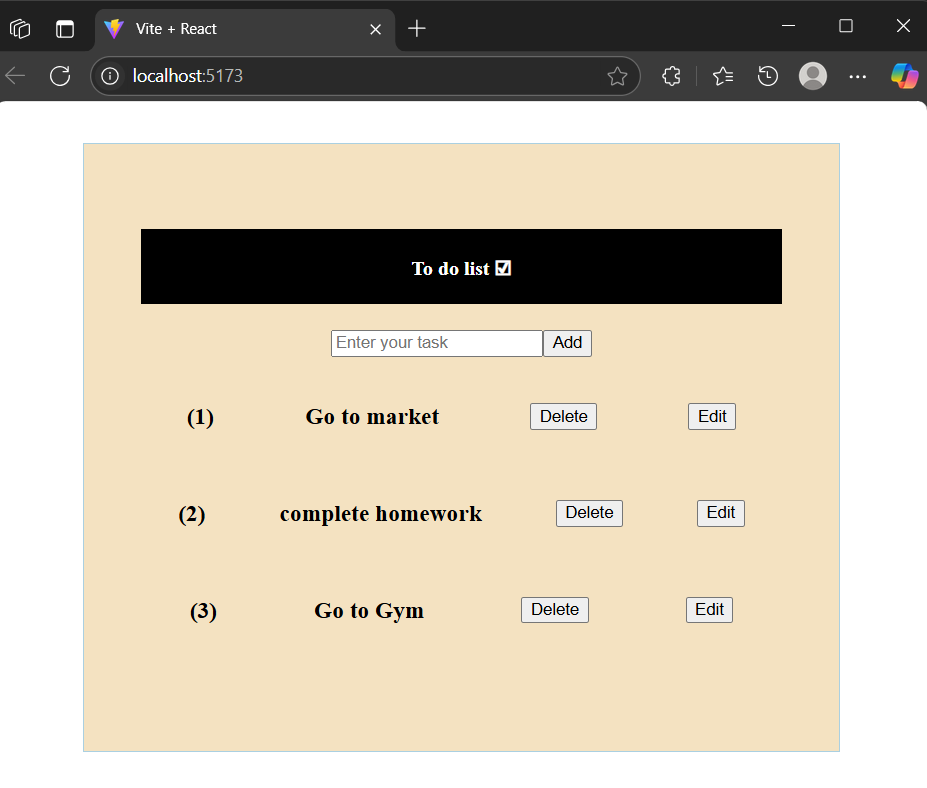 Vite + React
localhost:5173
To do list ☑
Enter your task Add
(1) Go to market Delete Edit
(2) complete homework Delete Edit
(3) Go to Gym Delete Edit